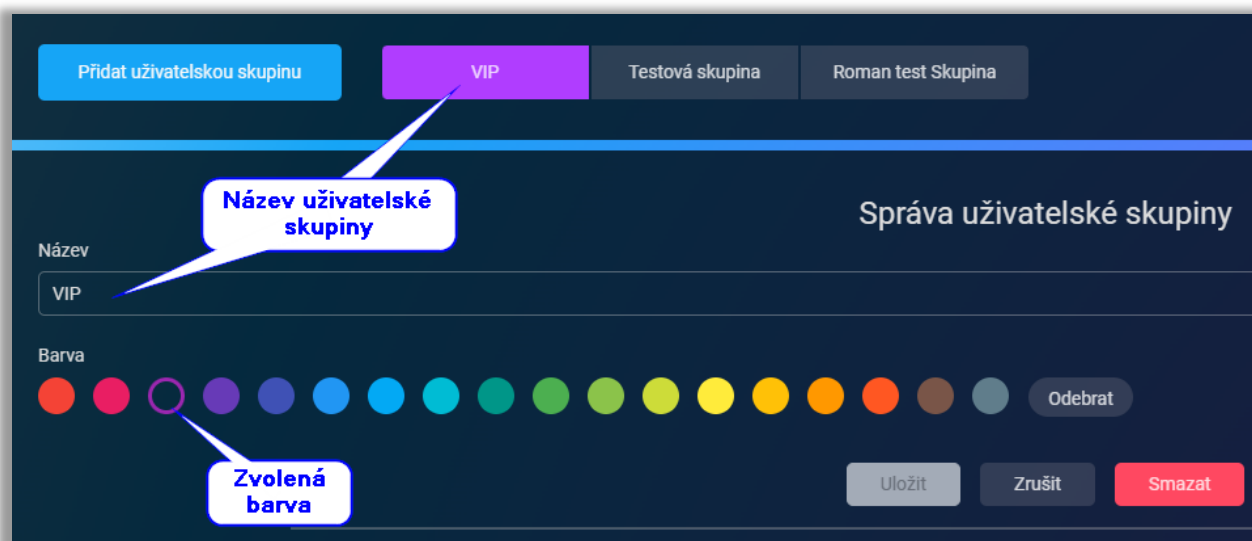 Přidat uživatelskou skupinu
VIP
Testová skupina
Roman test Skupina
Název uživatelské
skupiny
Správa uživatelské skupiny
Název
VIP
Barva
Odebrat
Zvolená
barva
Uložit
Zrušit
Smazat